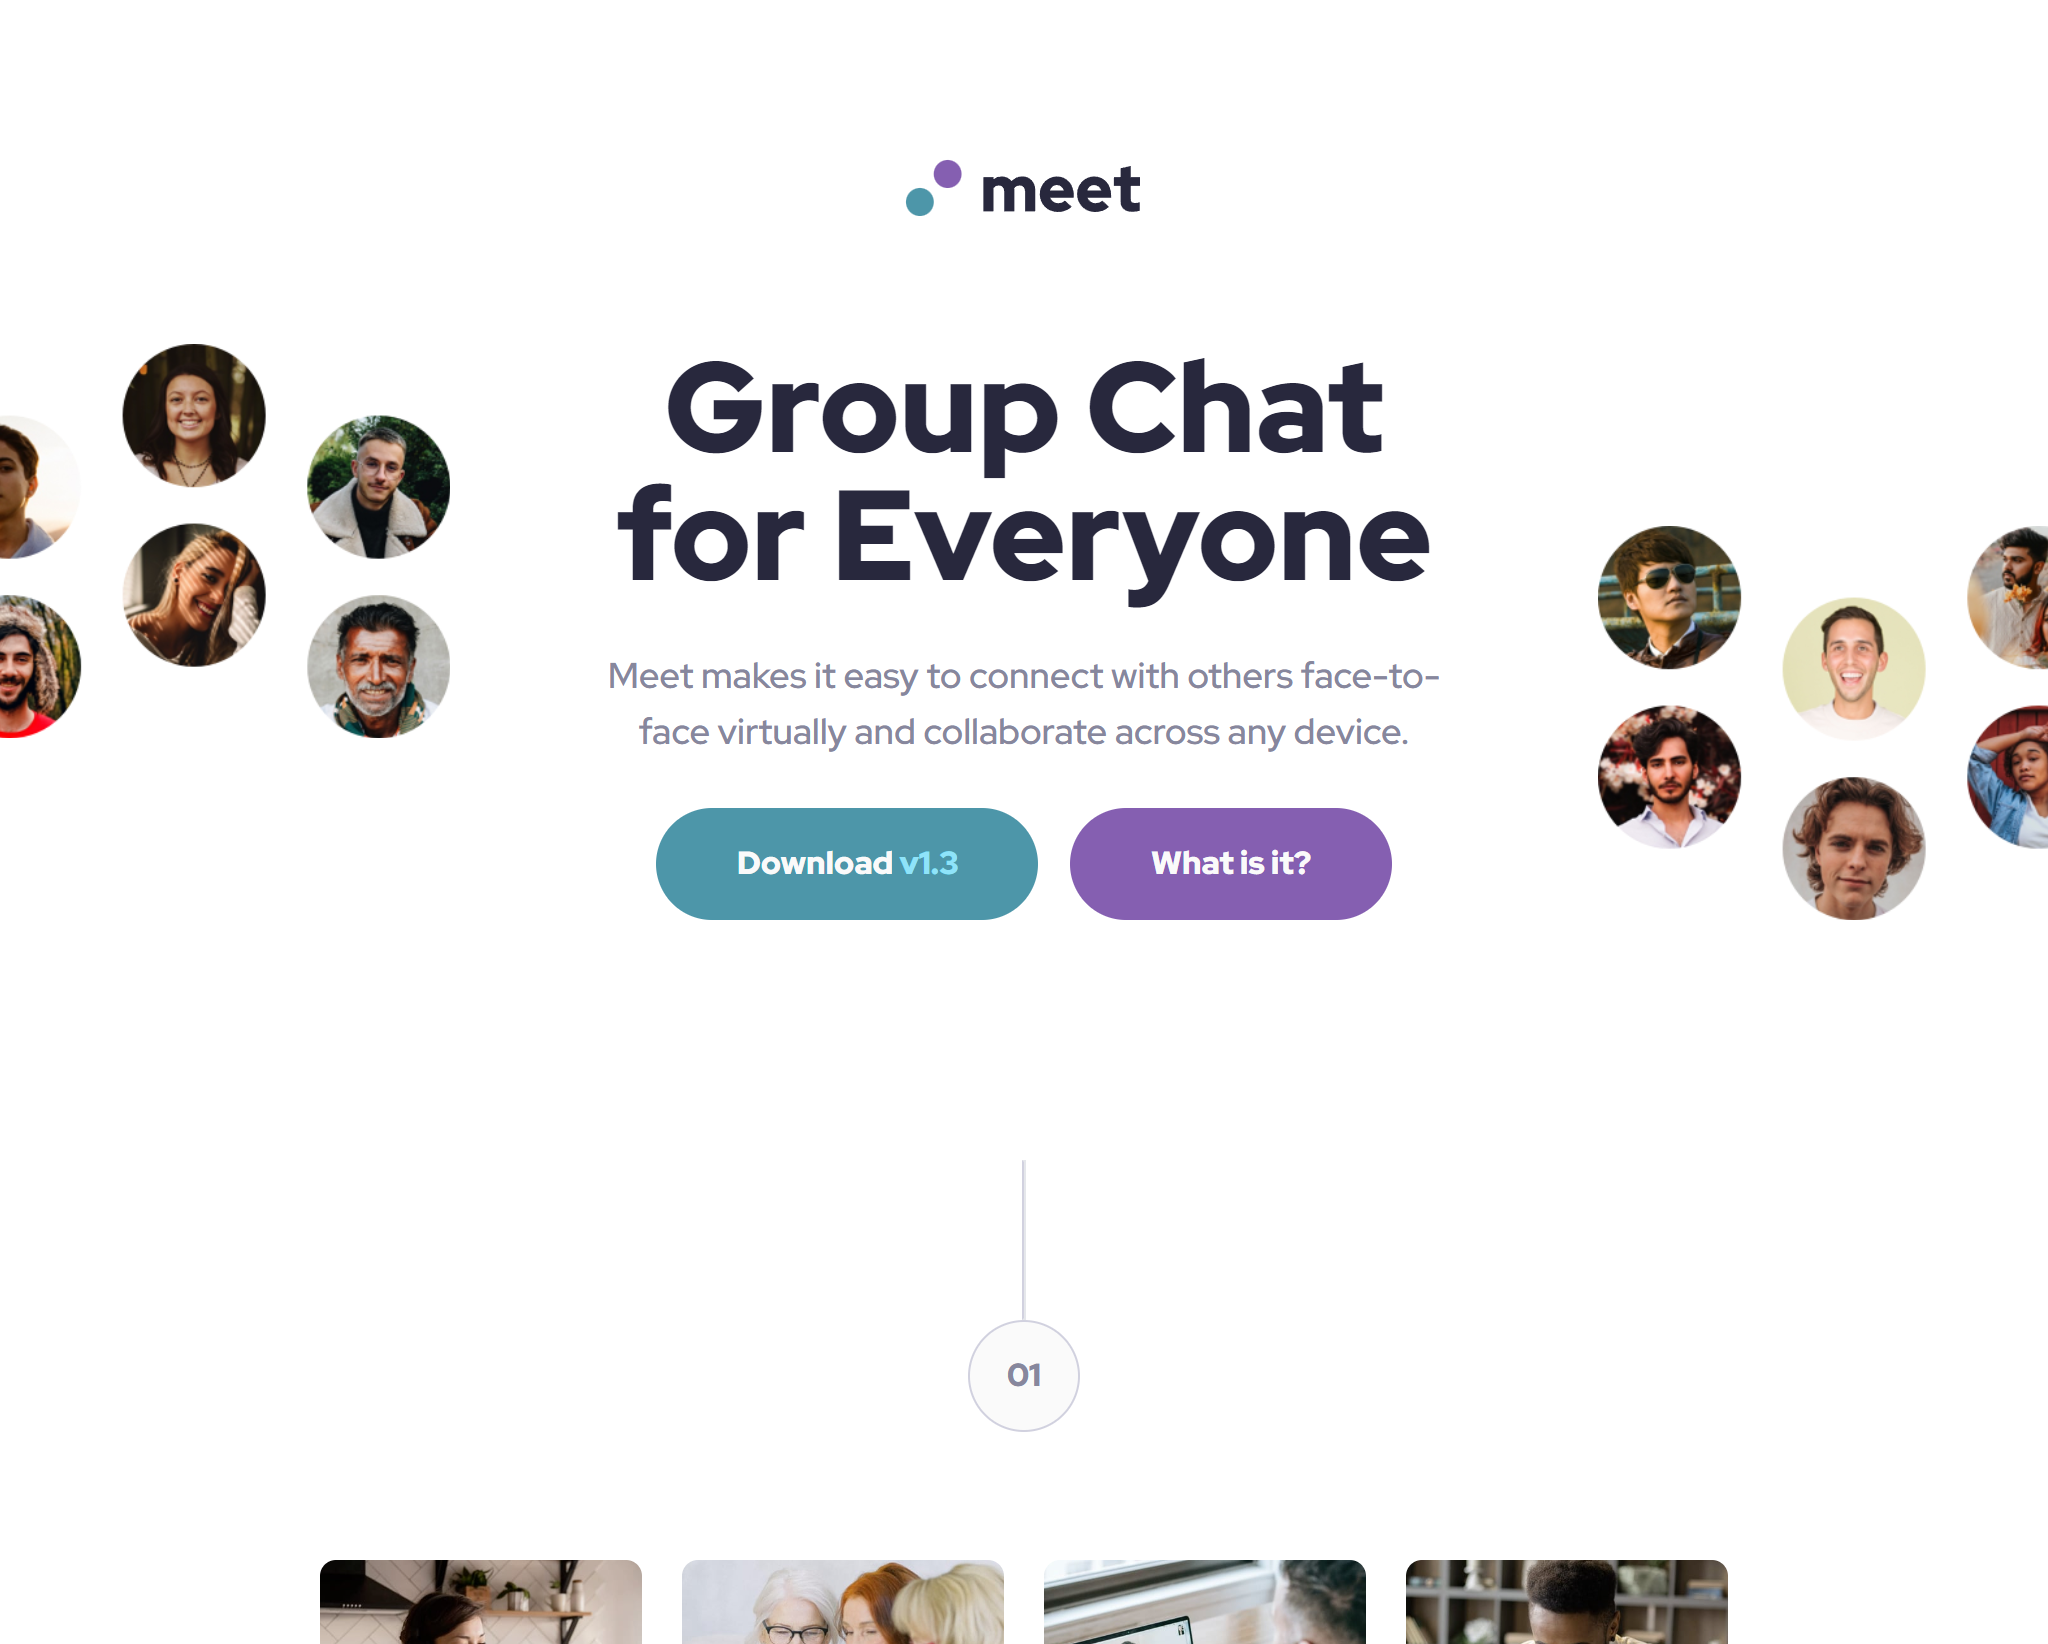 meet
Group Chat
for Everyone
Meet makes it easy to connect with others face-to-
face virtually and collaborate across any device.
Download v1.3
What is it?
01